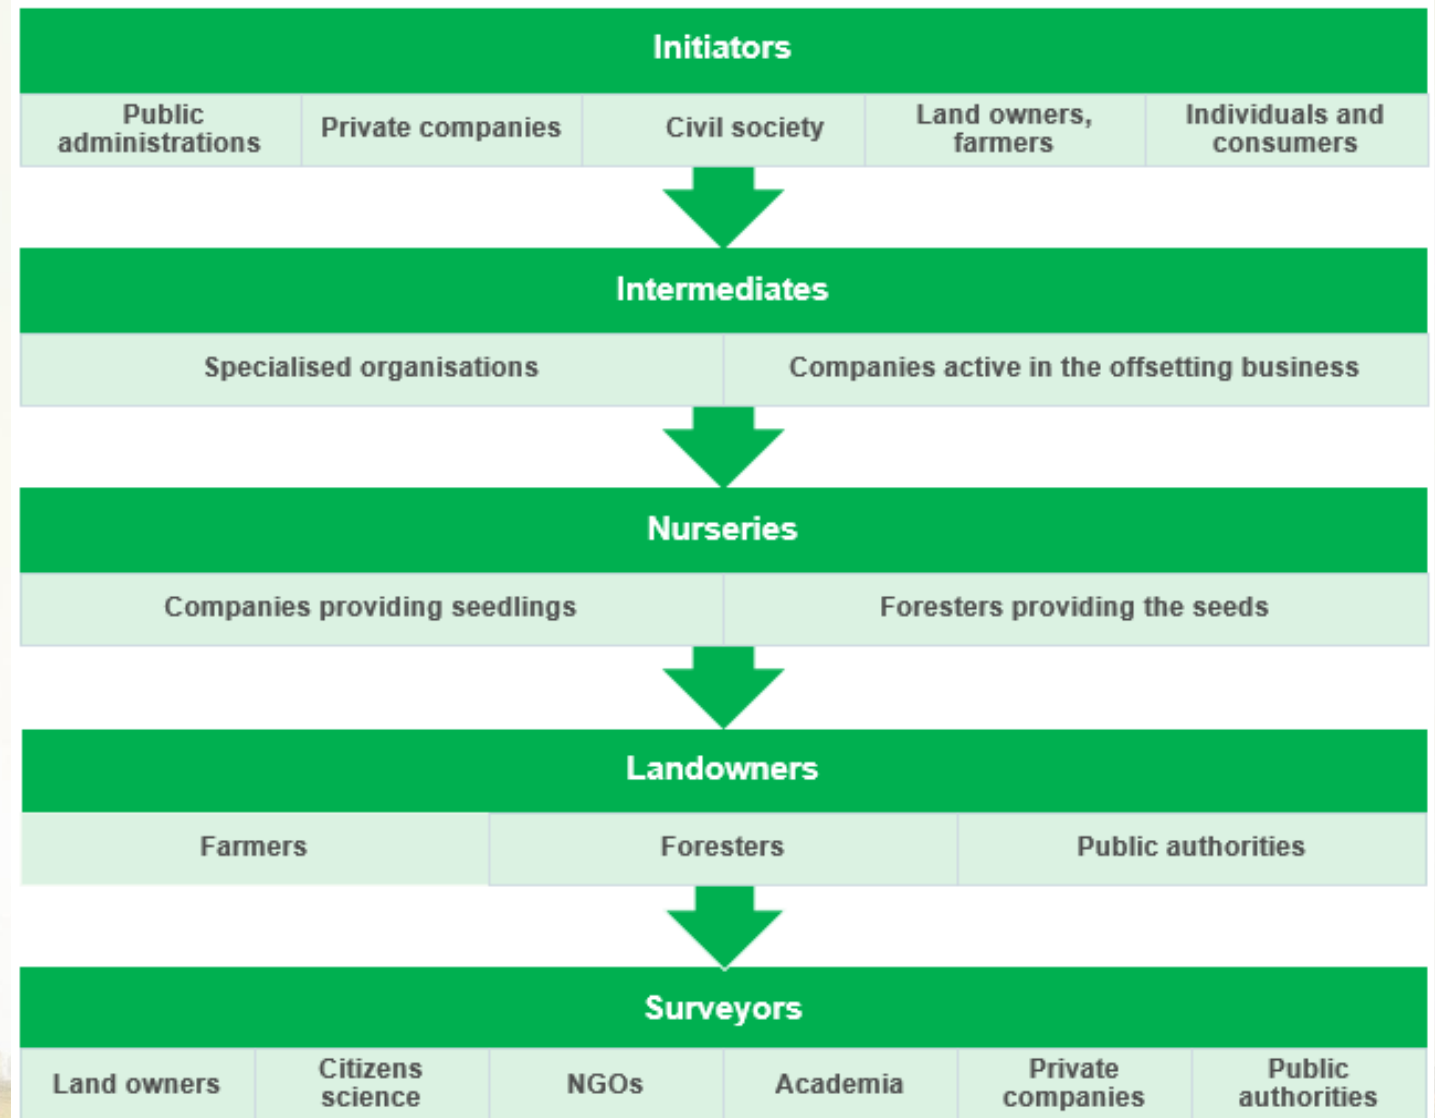 Initiators
Public
administrations
Private companies
Civil society
Land owners,
farmers
Individuals and
consumers
Intermediates
Specialised organisations
Companies active in the offsetting business
Nurseries
Companies providing seedlings
Foresters providing the seeds
Landowners
Farmers
Foresters
Public authorities
Surveyors
Land owners
Citizens
science
NGOs
Academia
Private
companies
Public
authorities